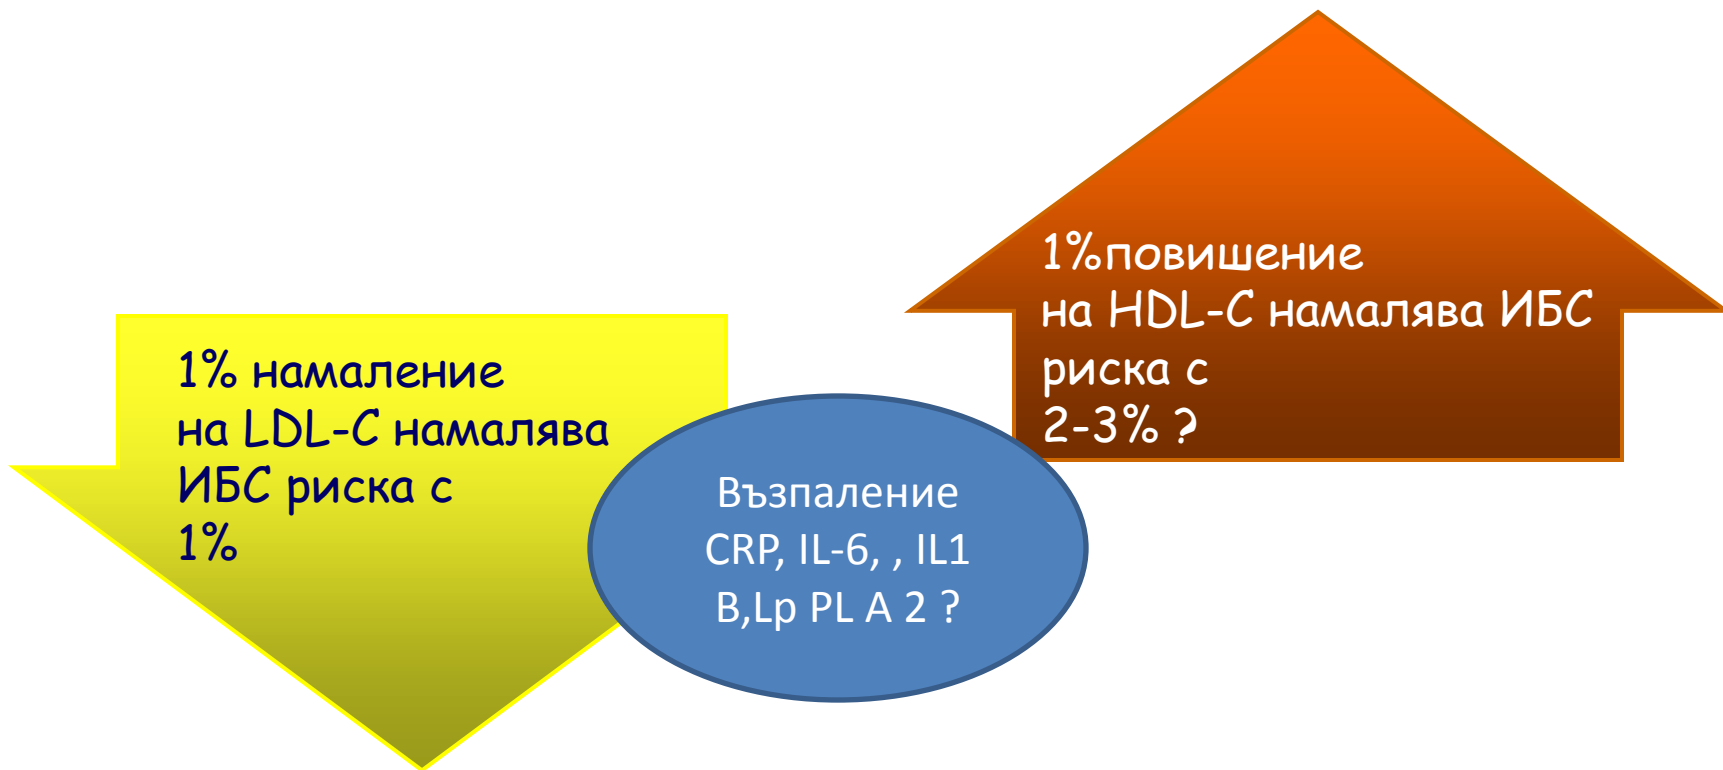 1% намаление
на LDL-C намалява
ИБС риска с
1%
Възпаление
CRP, IL-6, , IL1
B,Lp PL A 2 ?
1%повишение
на HDL-C намалява ИБС
риска с
2-3% ?